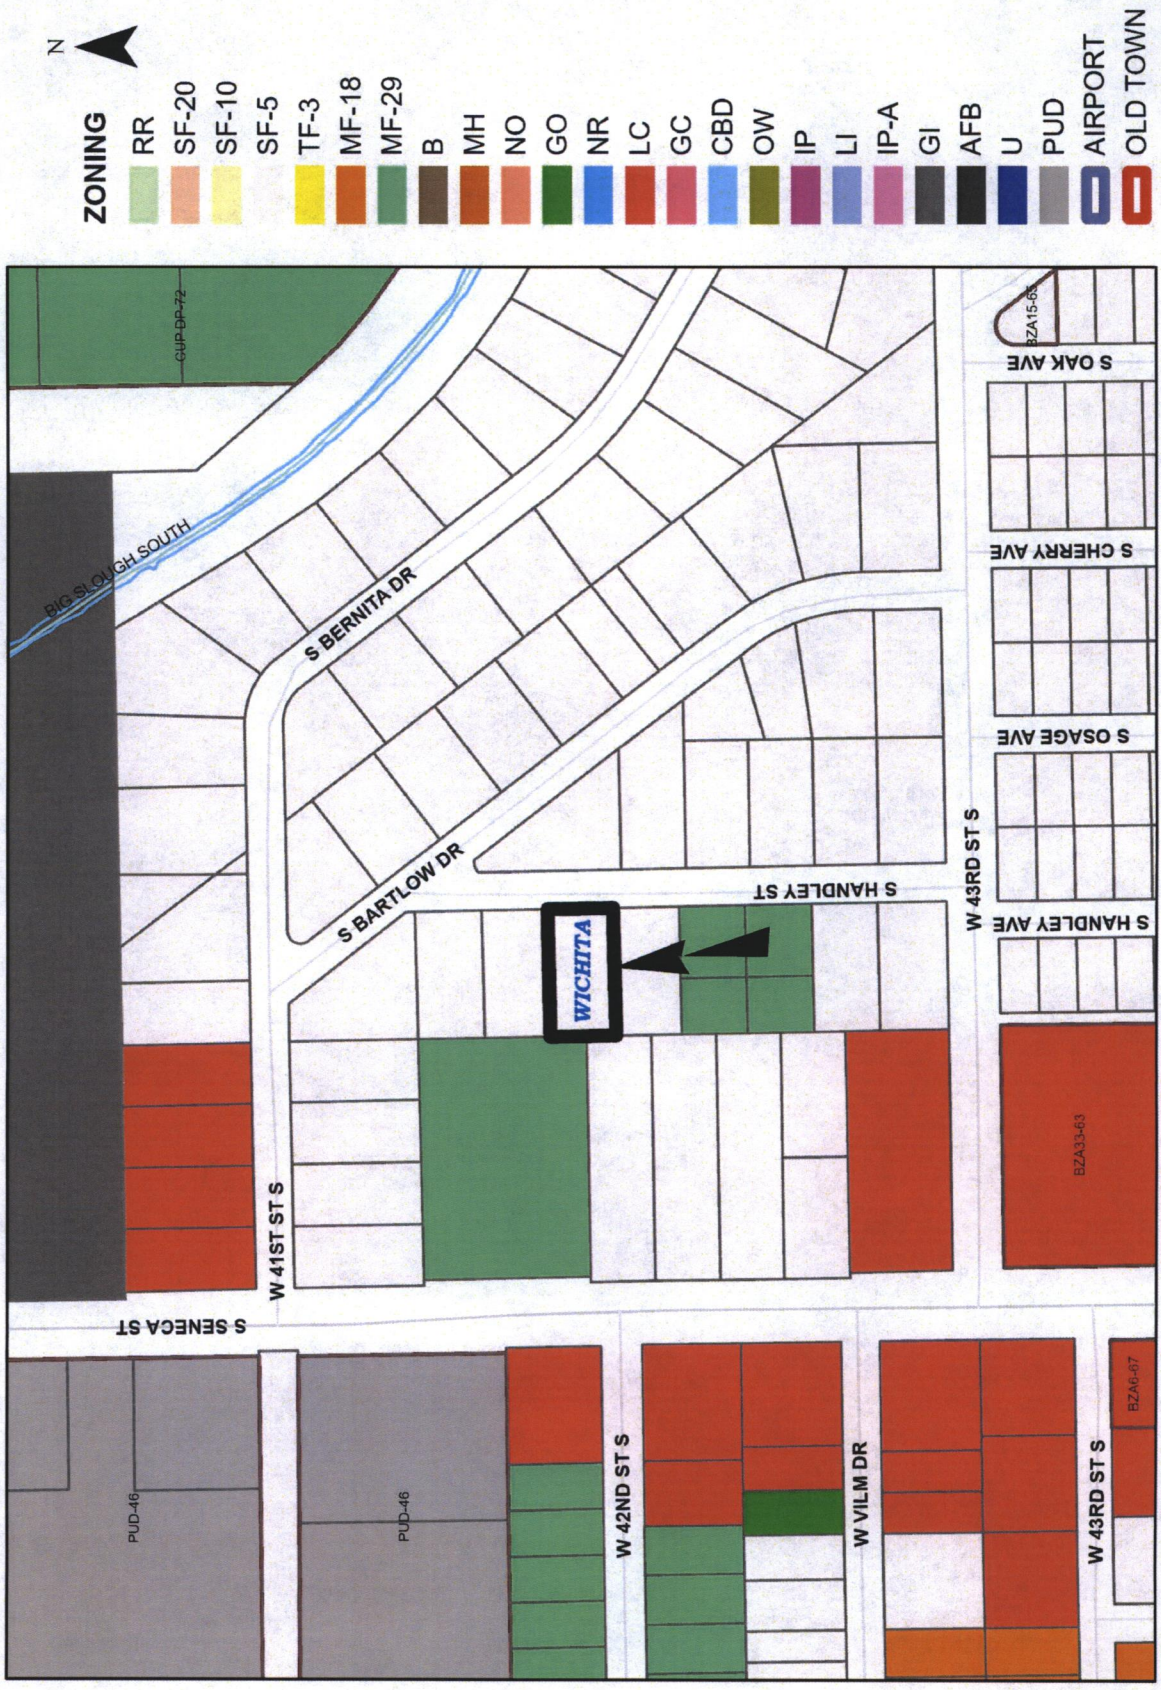 N
ZONING
RR
SF-20
SF-10
SF-5
TF-3
MF-18
MF-29
B
MH
NO
GO
NR
LC
GC
CBD
OW
IP
LI
IP-A
GI
AFB
U
PUD
AIRPORT
OLD TOWN
CUP DP-72
BIG SLOUGH SOUTH
S BERNITA DR
S BARTLOW DR
S HANDLEY ST
WICHITA
W 41ST ST S
S SENECA ST
PUD-46
PUD-46
W 42ND ST S
W VILM DR
W 43RD ST S
W 43RD ST S
BZA15-65
S OAK AVE
S CHERRY AVE
S OSAGE AVE
S HANDLEY AVE
BZA33-63
BZA6-67